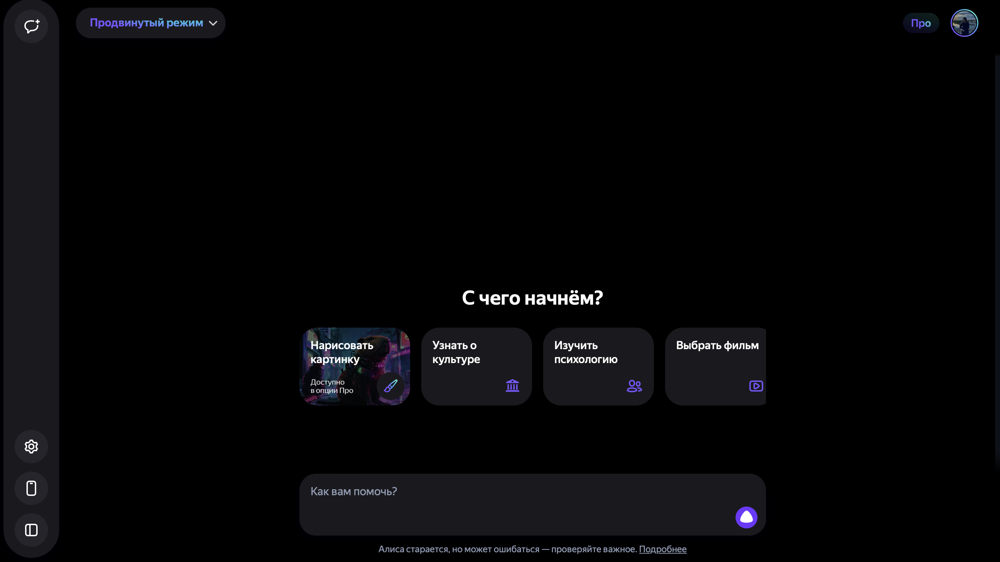 Продвинутый режим
Про
С чего начнём?
Нарисовать
картинку
Доступно
в опции Про
Узнать о
культуре
Изучить
психологию
Выбрать фильм
Как вам помочь?
Алиса старается, но может ошибаться — проверяйте важное. Подробнее